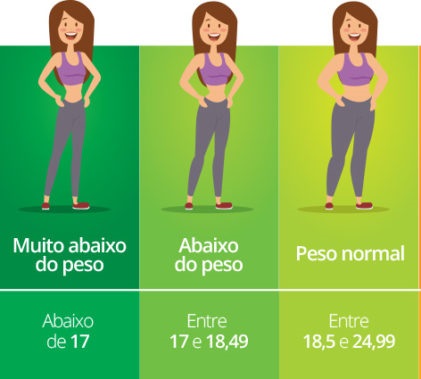 Muito abaixo
do peso
Abaixo
do peso
Peso normal
Abaixo
de 17
Entre
17 e 18,49
Entre
18,5 e 24,99